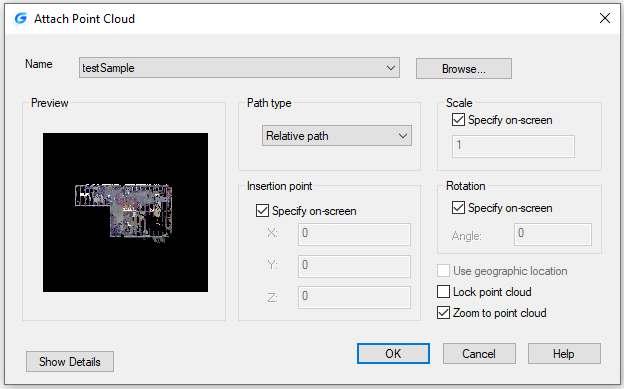 Attach Point Cloud
Name
testSample
Browse...
Preview
Path type
Relative path
Scale
Specify on-screen
1
Insertion point
Specify on-screen
X:
0
Y:
0
Z:
0
Rotation
Specify on-screen
Angle:
0
Use geographic location
Lock point cloud
Zoom to point cloud
Show Details
OK
Cancel
Help